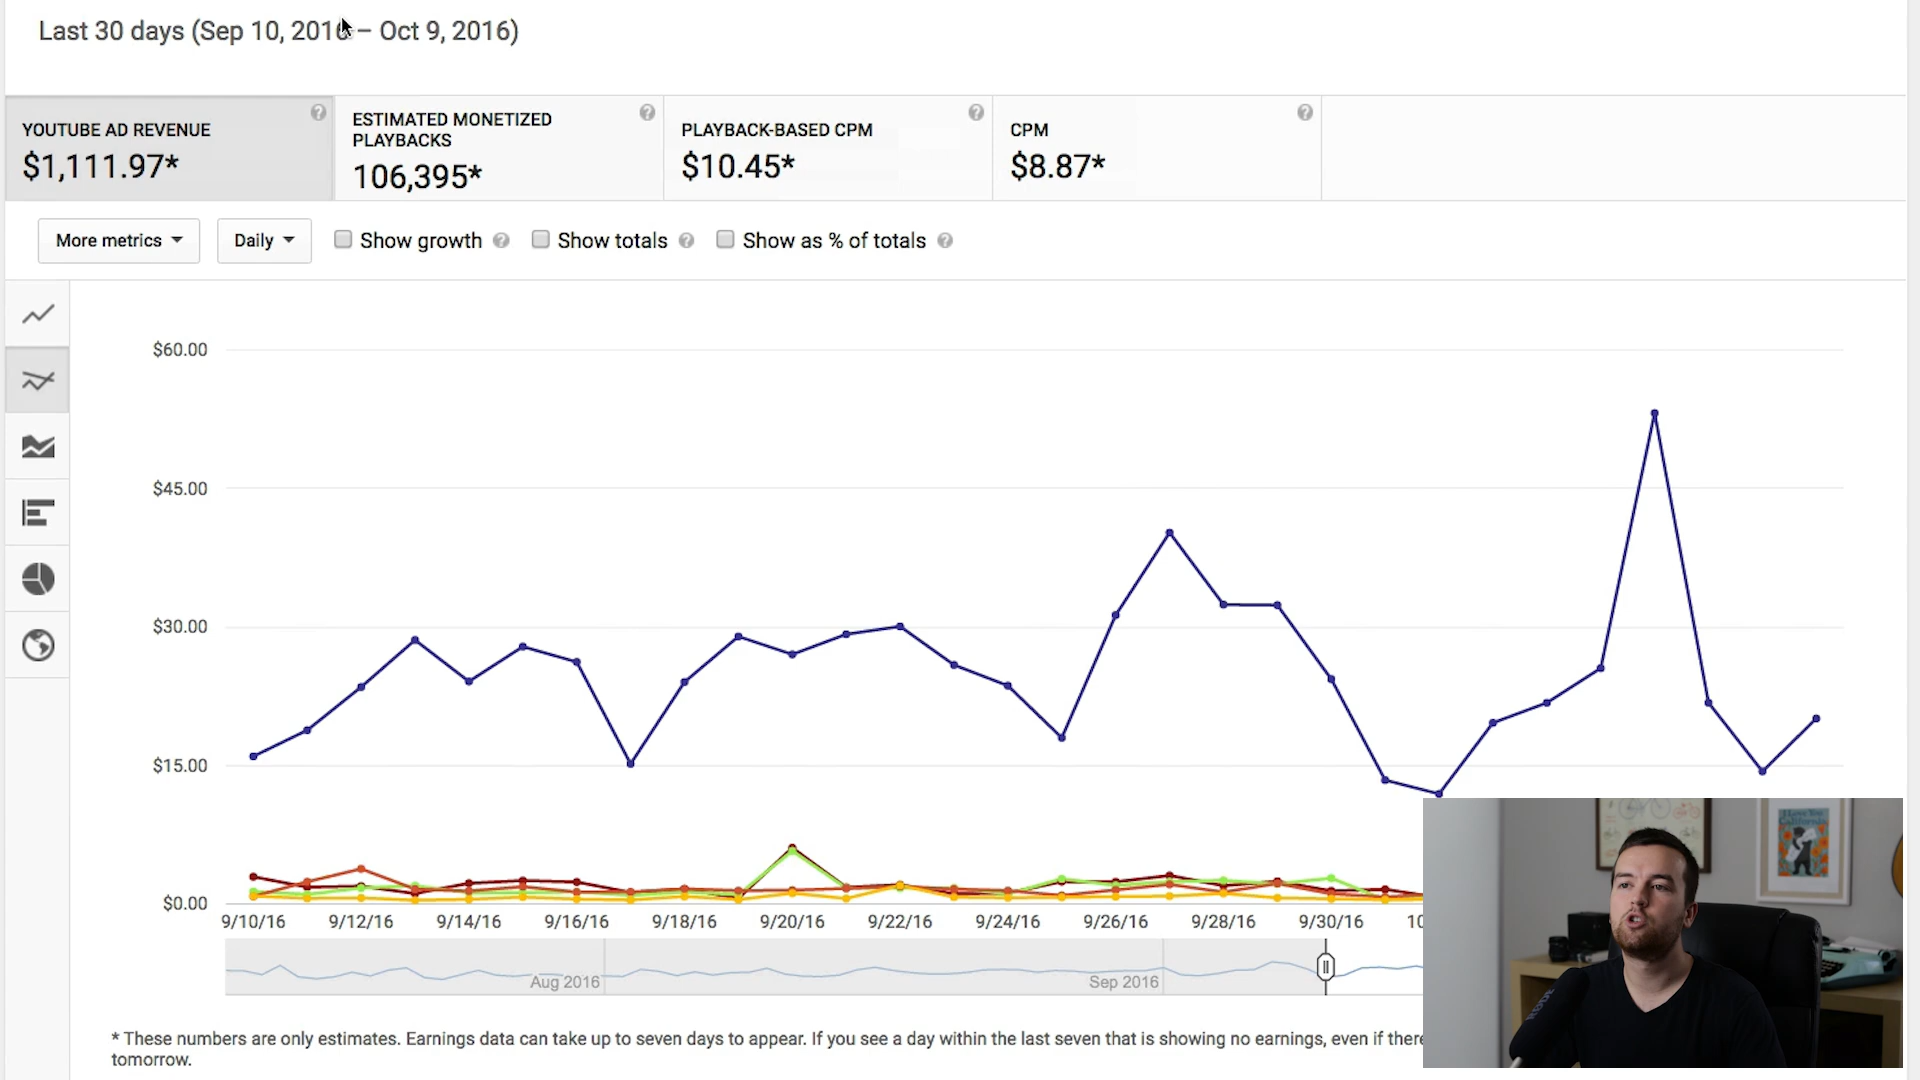 Last 30 days (Sep 10, 2016 – Oct 9, 2016)
YOUTUBE AD REVENUE
$1,111.97*
ESTIMATED MONETIZED
PLAYBACKS
106,395*
PLAYBACK-BASED CPM
$10.45*
CPM
$8.87*
More metrics
Daily
Show growth
Show totals
Show as % of totals
$60.00
$45.00
$30.00
$15.00
$0.00
9/10/16 9/12/16 9/14/16 9/16/16 9/18/16 9/20/16 9/22/16 9/24/16 9/26/16 9/28/16 9/30/16 10
Aug 2016 Sep 2016
* These numbers are only estimates. Earnings data can take up to seven days to appear. If you see a day within the last seven that is showing no earnings, even if there
tomorrow.
I Love You
California